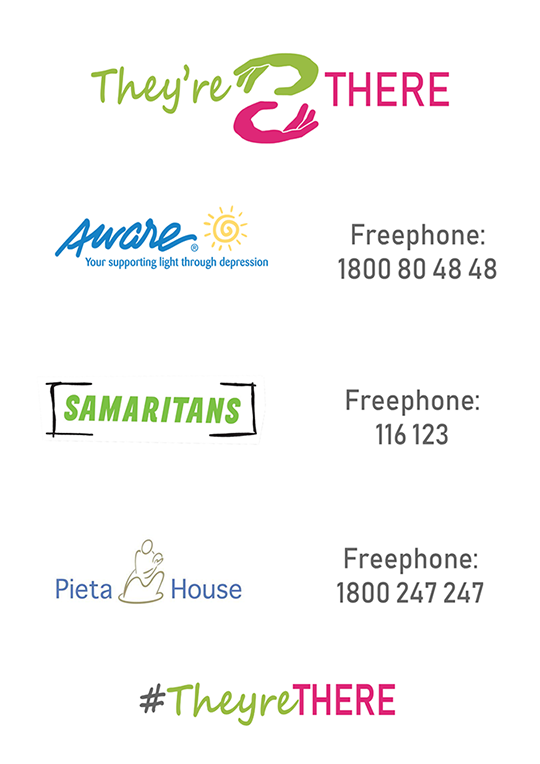 They're THERE
Aware®
Your supporting light through depression
Freephone:
1800 80 48 48
SAMARITANS
Freephone:
116 123
Pieta House
Freephone:
1800 247 247
#TheyreTHERE